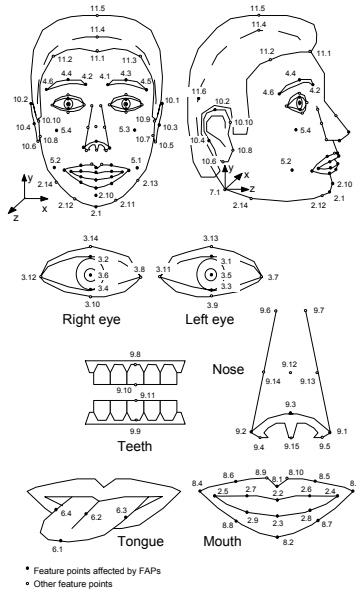 11.5
11.5
11.4
11.4
11.2 11.1 11.3
11.2 11.1
4.4 4.2 4.1 4.3
4.6 4.5
4.4
4.6 4.2
11.6
10.2 10.1
10.2
10.10 10.9
10.10
10.4 5.4 5.3 10.3
10.8 10.7
10.6 10.5
10.4
10.8
10.6
5.2 5.1
5.2
y
x
z
2.14 2.13
2.10
2.12 2.11
2.1
y
x
z
7.1
2.14
2.10
2.12
2.1
3.14 3.13
3.2 3.1
3.12 3.6 3.8 3.11 3.5 3.7
3.4 3.3
3.10 3.9
Right eye Left eye
9.6 9.7
9.8
Nose
9.12
9.14 9.13
9.10 9.11
9.3
9.9
9.2 9.1
9.4 9.15 9.5
Teeth
8.9 8.10
8.6 8.1 8.5
8.4 8.
2.5 2.7 2.2 2.6 2.4
6.4 6.2 6.3
2.9 2.3 2.8
8.8 8.7
8.2
6.1
Tongue Mouth
Feature points affected by FAPs
Other feature points